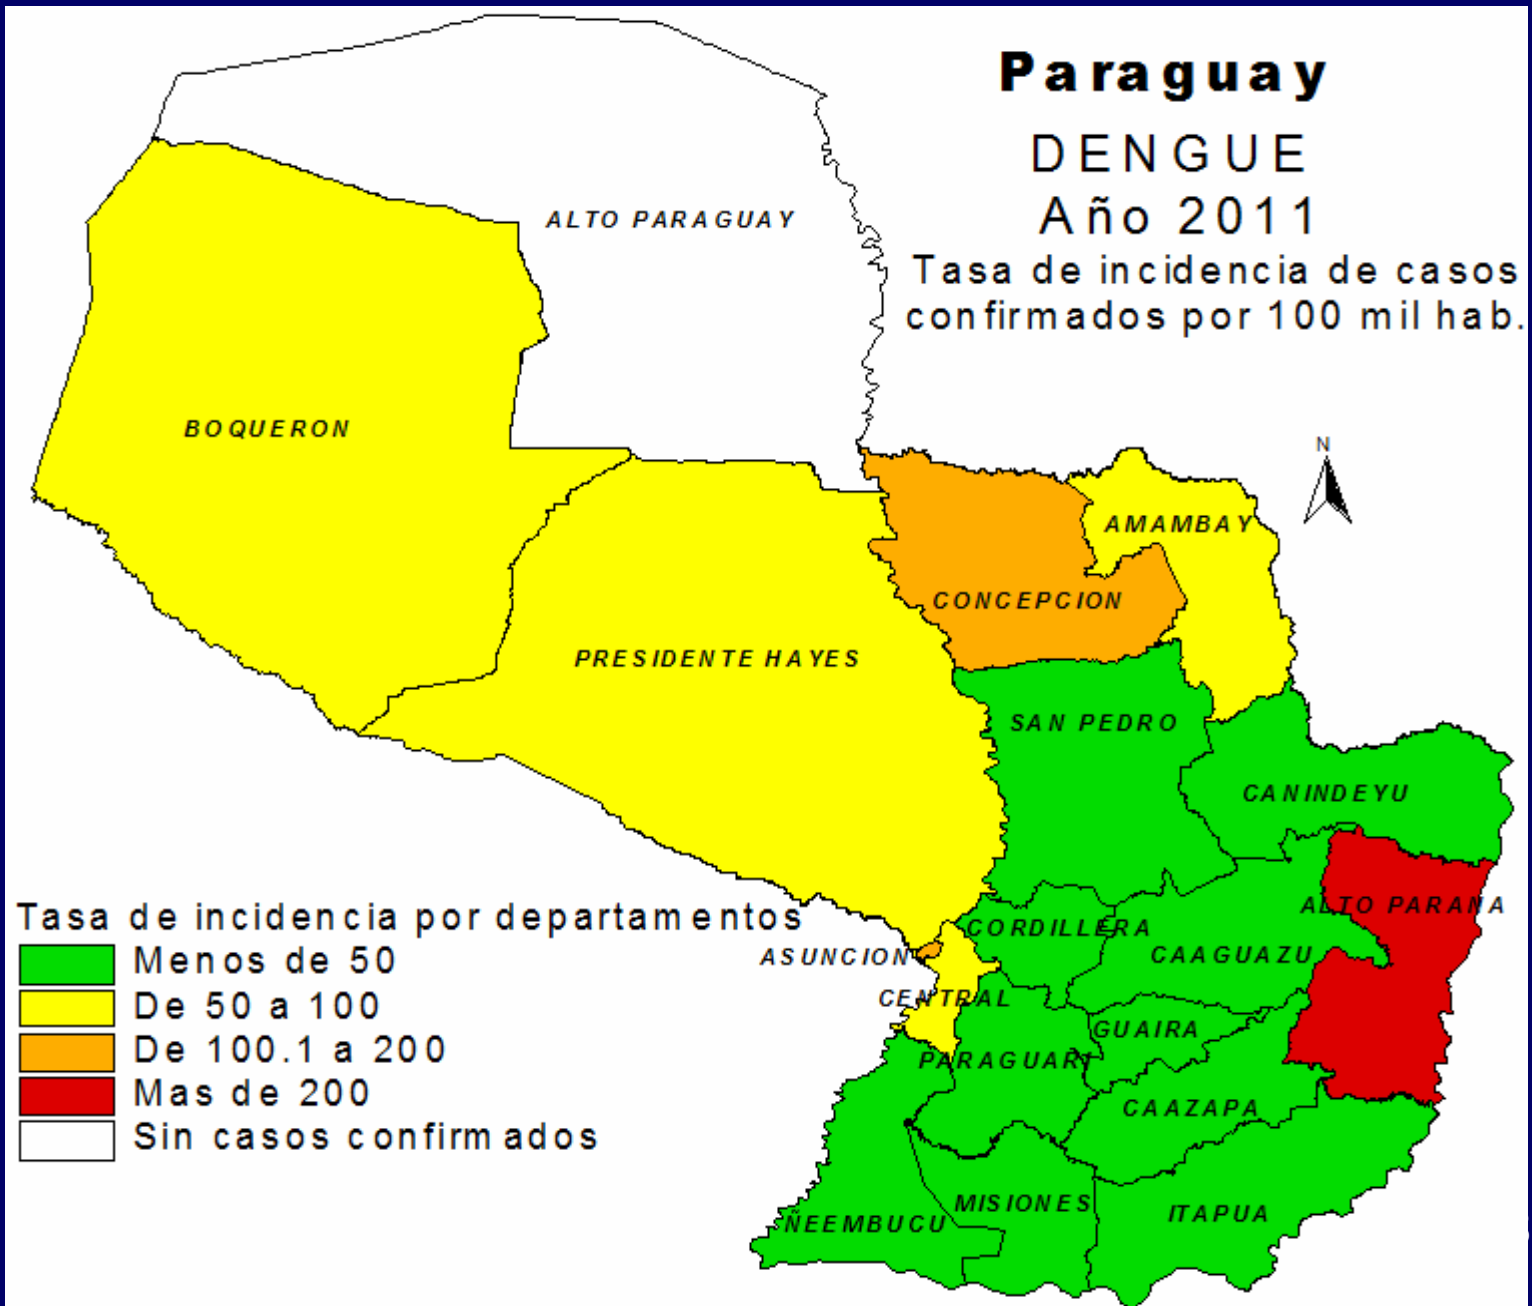 Paraguay
DENGUE
Año 2011
Tasa de incidencia de casos
confirmados por 100 mil hab.
ALTO PARAGUAY
BOQUERON
N
AMAMBAY
CONCEPCION
PRESIDENTE HAYES
SAN PEDRO
CANINDEYU
ALTO PARANA
CORDILLERA
CAAGUAZU
ASUNCION
CENTRAL
GUAIRA
PARAGUARI
CAAZAPA
MISIONES
ÑEEMBUCU
ITAPUA
Tasa de incidencia por departamentos
Menos de 50
De 50 a 100
De 100.1 a 200
Mas de 200
Sin casos confirmados